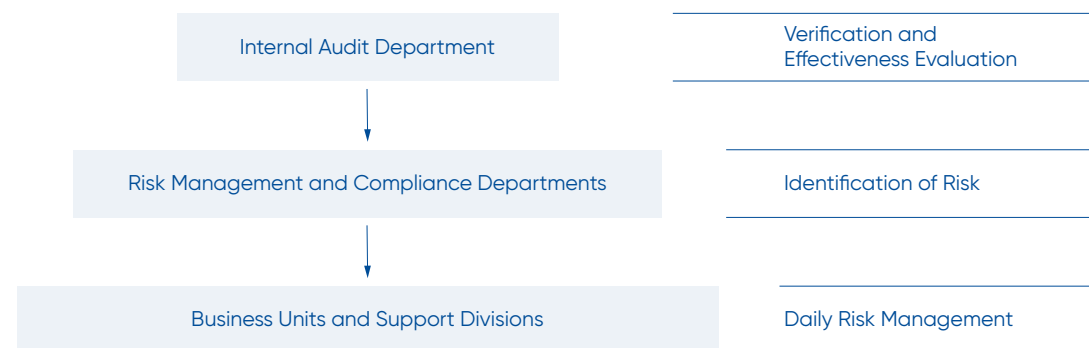 Internal Audit Department
Verification and
Effectiveness Evaluation
Risk Management and Compliance Departments
Identification of Risk
Business Units and Support Divisions
Daily Risk Management